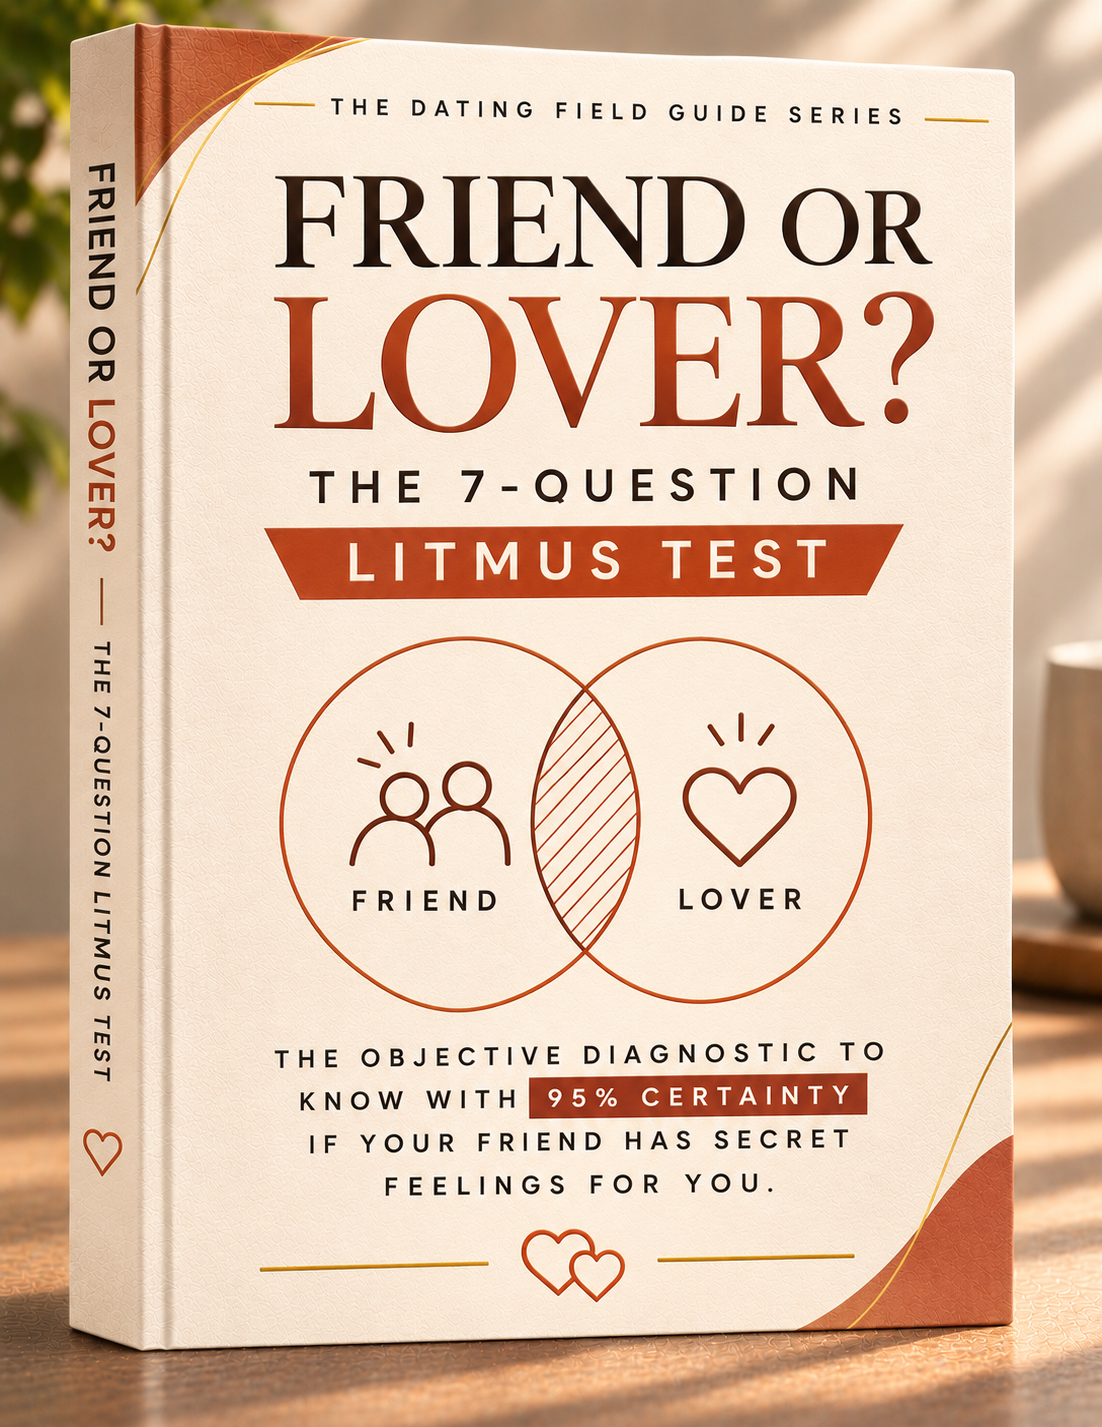 THE DATING FIELD GUIDE SERIES
FRIEND OR
LOVER?
THE 7-QUESTION
LITMUS TEST
FRIEND
LOVER
THE OBJECTIVE DIAGNOSTIC TO
KNOW WITH 95% CERTAINTY
IF YOUR FRIEND HAS SECRET
FEELINGS FOR YOU.
FRIEND OR LOVER? — THE 7-QUESTION LITMUS TEST